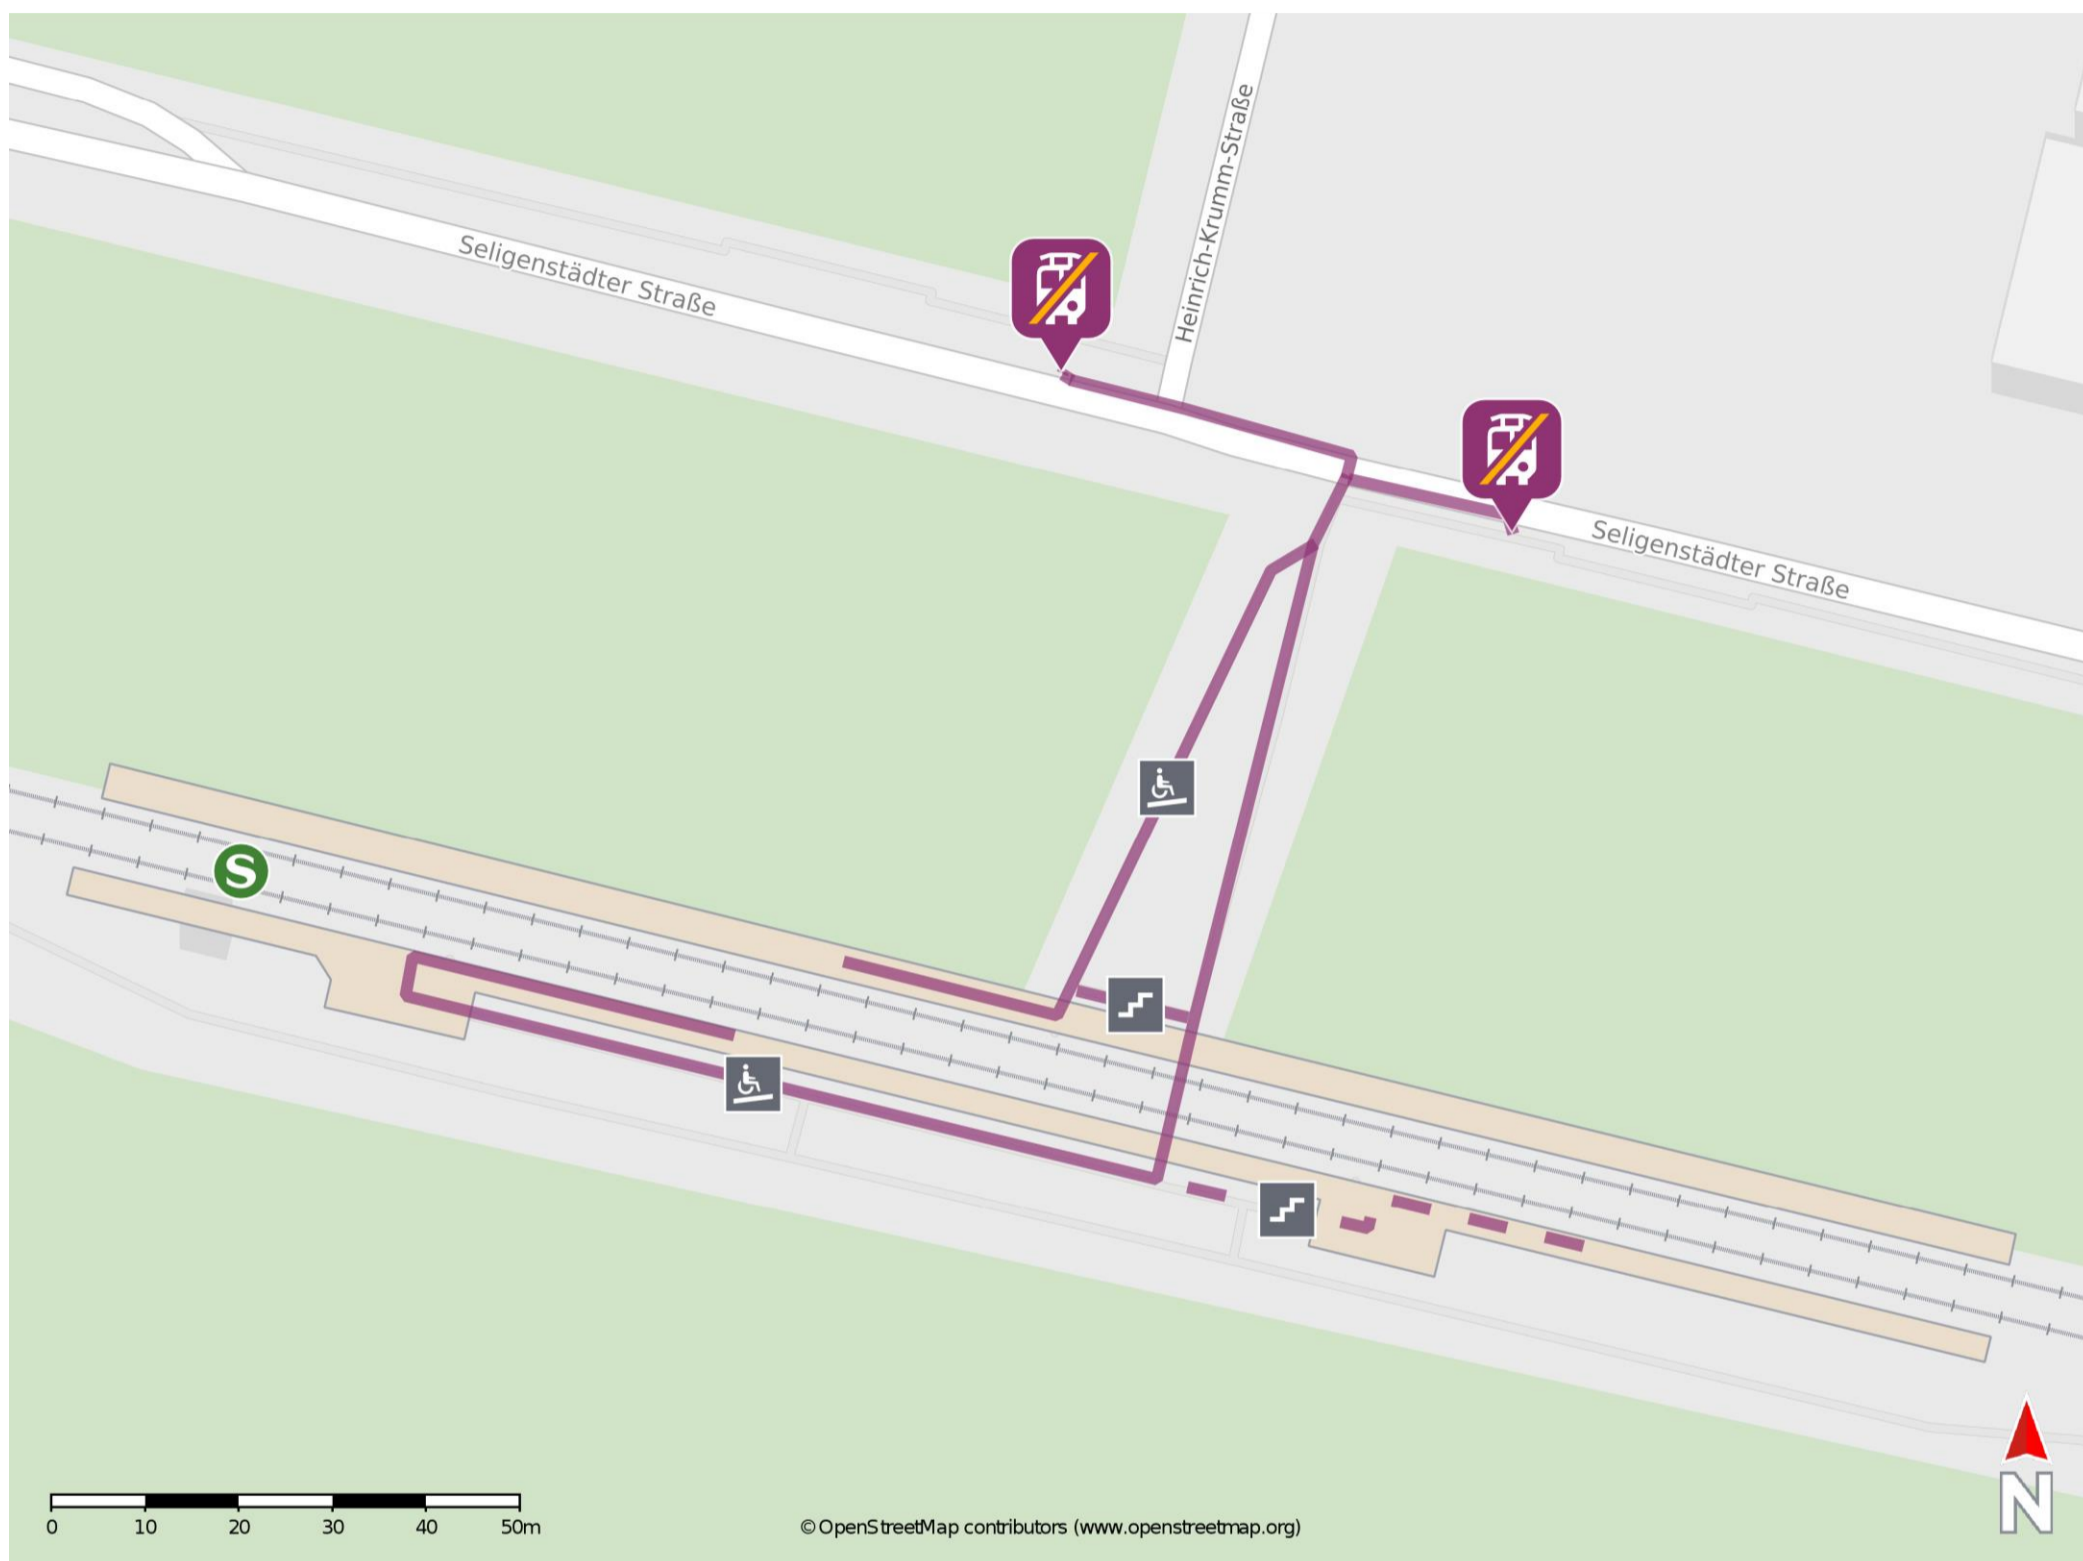 Heinrich-Krumm-Straße
Seligenstädter Straße
Seligenstädter Straße
S
0 10 20 30 40 50m
© OpenStreetMap contributors (www.openstreetmap.org)
N